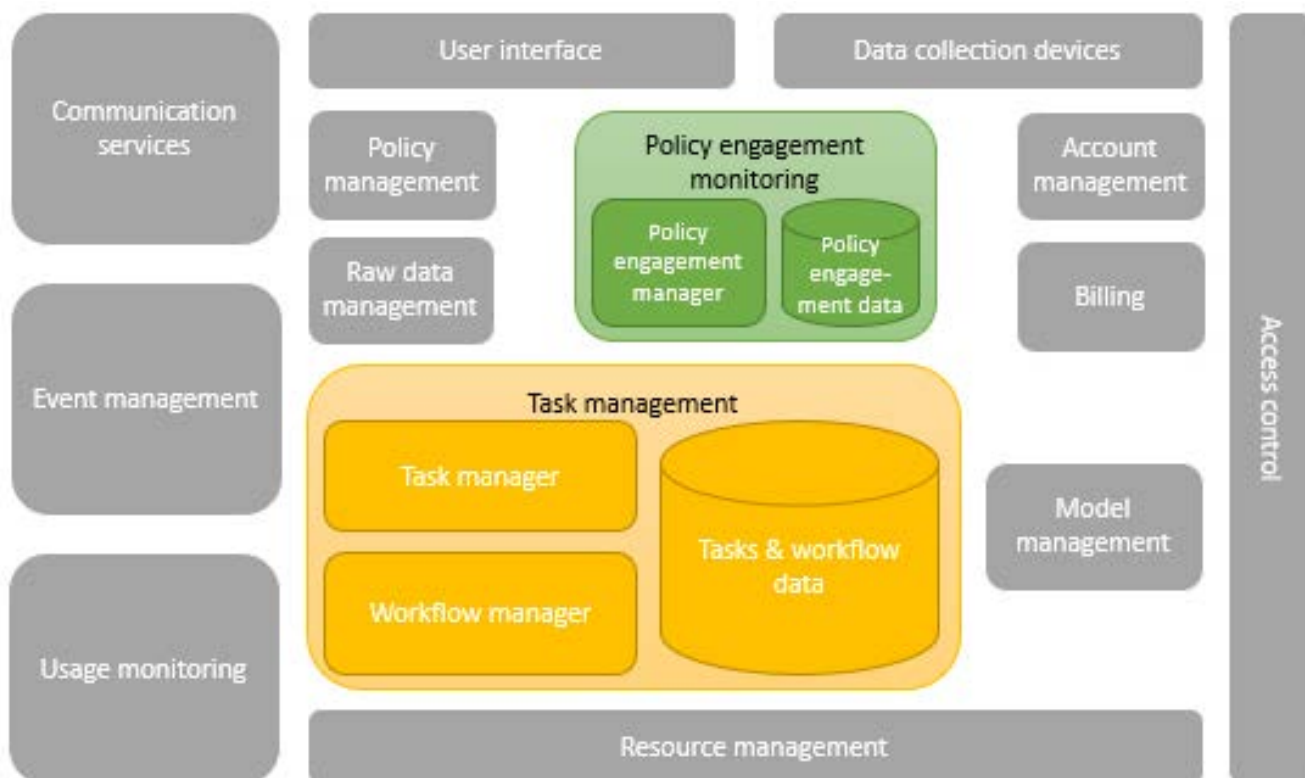 Communication
services
User interface
Data collection devices
Policy
management
Policy engagement
monitoring
Account
management
Policy
engagement
manager
Policy
engage-
ment data
Raw data
management
Billing
Event management
Access control
Task management
Task manager
Tasks & workflow
data
Workflow manager
Model
management
Usage monitoring
Resource management